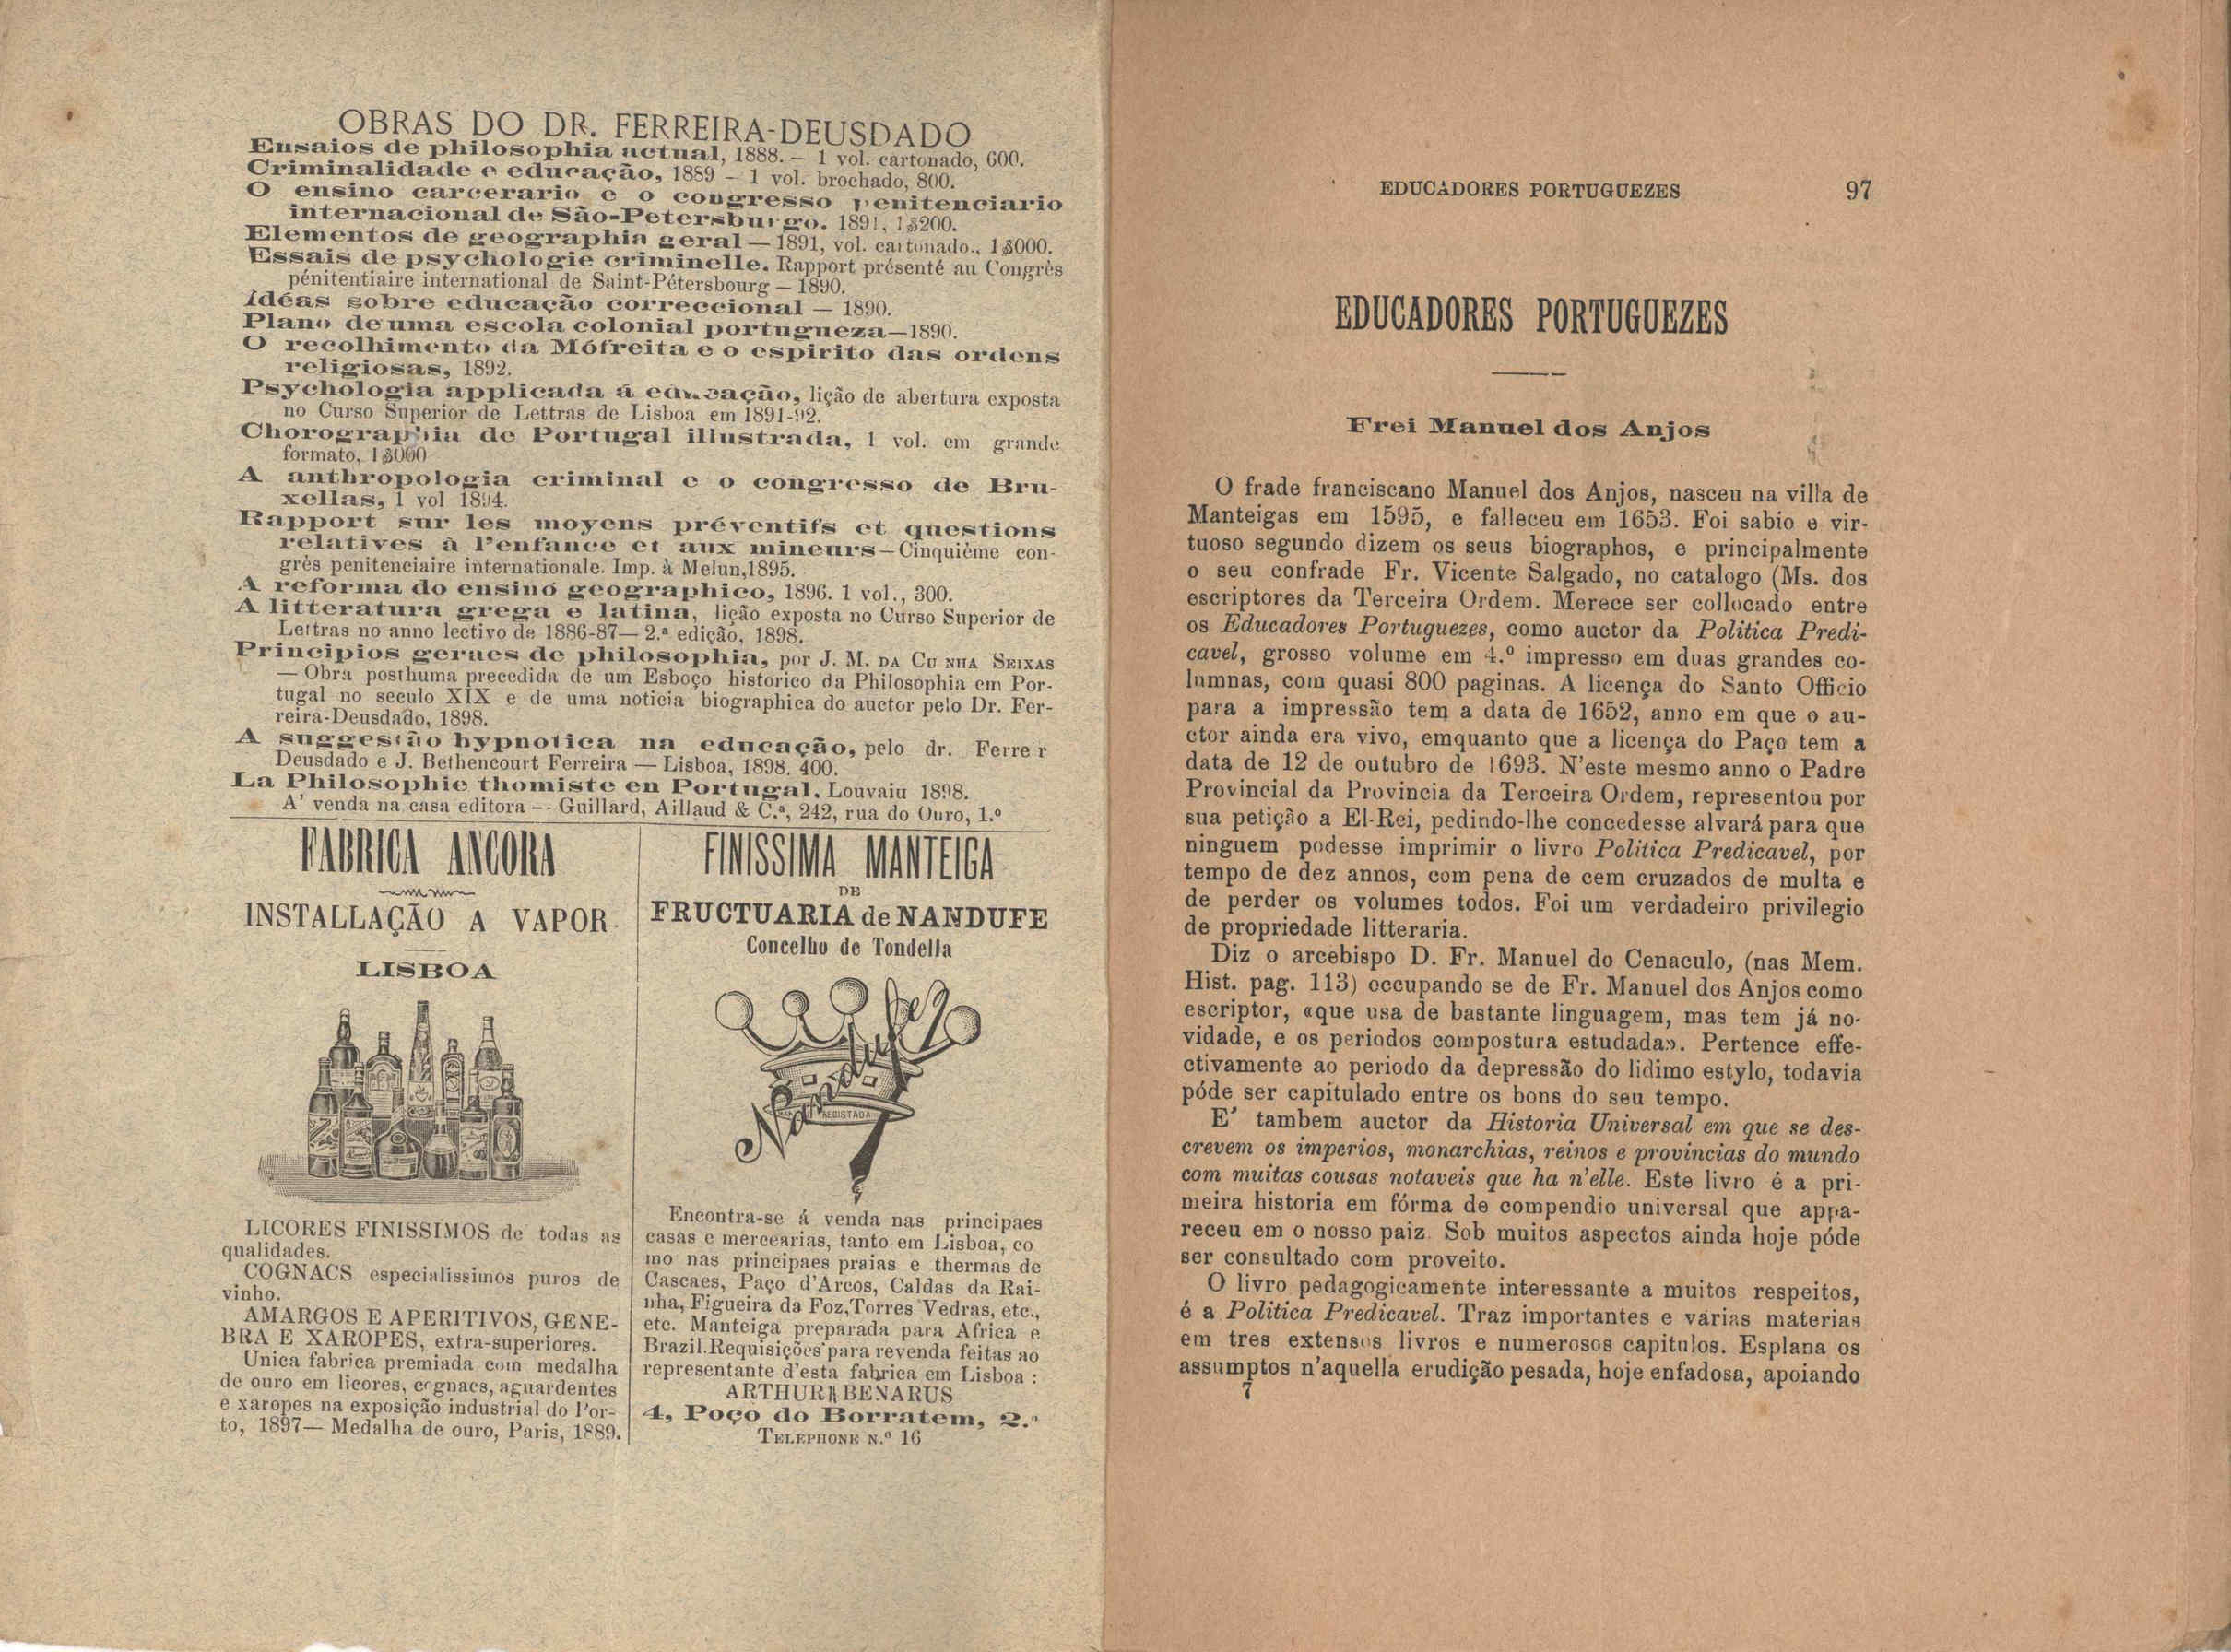 OBRAS DO DR. FERREIRA-DEUSDADO
Ensaios de philosophia actual, 1888. – 1 vol. cartonado, 600.
Criminalidade e educação, 1889 – 1 vol. brochado, 800.
O ensino carcerario e o congresso penitenciario
internacional de São-Petersburgo. 1891, 1$200.
Elementos de geographia geral — 1891, vol. cartonado., 1$000.
Essais de psychologie criminelle. Rapport présenté au Congrès
pénitentiaire international de Saint-Pétersbourg — 1890.
Idéas sobre educação correccional — 1890.
Plano de uma escola colonial portugueza—1890.
O recolhimento da Mófreita e o espirito das ordens
religiosas, 1892.
Psychologia applicada á educação, lição de abertura exposta
no Curso Superior de Lettras de Lisboa em 1891-92.
Chorographia de Portugal illustrada, 1 vol. em grande
formato, 1$000
A anthropologia criminal e o congresso de Bru-
xellas, 1 vol 1894.
Rapport sur les moyens préventifs et questions
relatives à l'enfance et aux mineurs—Cinquième con-
grès penitenciaire internationale. Imp. à Melun,1895.
A reforma do ensino geographico, 1896. 1 vol., 300.
A litteratura grega e latina, lição exposta no Curso Superior de
Lettras no anno lectivo de 1886-87— 2.ª edição, 1898.
Principios geraes de philosophia, por J. M. DA CUNHA SEIXAS
— Obra posthuma precedida de um Esboço historico da Philosophia em Por-
tugal no seculo XIX e de uma noticia biographica do auctor pelo Dr. Fer-
reira-Deusdado, 1898.
A suggestão hypnotica na educação, pelo dr. Ferreir
Deusdado e J. Bethencourt Ferreira — Lisboa, 1898. 400.
La Philosophie thomiste en Portugal. Louvain 1898.
A' venda na casa editora -- Guillard, Aillaud & C.ª, 242, rua do Ouro, 1.º
FABRICA ANCORA
INSTALLAÇÃO A VAPOR
LISBOA
LICORES FINISSIMOS de todas as
qualidades.
COGNACS especialissimos puros de
vinho.
AMARGOS E APERITIVOS, GENE-
BRA E XAROPES, extra-superiores.
Unica fabrica premiada com medalha
de ouro em licores, cognacs, aguardentes
e xaropes na exposição industrial do Por-
to, 1897— Medalha de ouro, Paris, 1889.
FINISSIMA MANTEIGA
DE
FRUCTUARIA de NANDUFE
Concelho de Tondella
REGISTADA
Encontra-se á venda nas principaes
casas e mercearias, tanto em Lisboa, co
mo nas principaes praias e thermas de
Cascaes, Paço d'Arcos, Caldas da Rai-
nha, Figueira da Foz,Torres Vedras, etc.,
etc. Manteiga preparada para Africa e
Brazil.Requisições para revenda feitas ao
representante d'esta fabrica em Lisboa :
ARTHUR BENARUS
4, Poço do Borratem, 2.º
TELEPHONE N.º 16
EDUCADORES PORTUGUEZES 97
EDUCADORES PORTUGUEZES
Frei Manuel dos Anjos
O frade franciscano Manuel dos Anjos, nasceu na villa de
Manteigas em 1595, e falleceu em 1653. Foi sabio e vir-
tuoso segundo dizem os seus biographos, e principalmente
o seu confrade Fr. Vicente Salgado, no catalogo (Ms. dos
escriptores da Terceira Ordem. Merece ser collocado entre
os Educadores Portuguezes, como auctor da Politica Predi-
cavel, grosso volume em 4.º impresso em duas grandes co-
lumnas, com quasi 800 paginas. A licença do Santo Officio
para a impressão tem a data de 1652, anno em que o au-
ctor ainda era vivo, emquanto que a licença do Paço tem a
data de 12 de outubro de 1693. N'este mesmo anno o Padre
Provincial da Provincia da Terceira Ordem, representou por
sua petição a El-Rei, pedindo-lhe concedesse alvará para que
ninguem podesse imprimir o livro Politica Predicavel, por
tempo de dez annos, com pena de cem cruzados de multa e
de perder os volumes todos. Foi um verdadeiro privilegio
de propriedade litteraria.
Diz o arcebispo D. Fr. Manuel do Cenaculo, (nas Mem.
Hist. pag. 113) occupando se de Fr. Manuel dos Anjos como
escriptor, «que usa de bastante linguagem, mas tem já no-
vidade, e os periodos compostura estudada». Pertence effe-
ctivamente ao periodo da depressão do lidimo estylo, todavia
póde ser capitulado entre os bons do seu tempo.
E' tambem auctor da Historia Universal em que se des-
crevem os imperios, monarchias, reinos e provincias do mundo
com muitas cousas notaveis que ha n'elle. Este livro é a pri-
meira historia em fórma de compendio universal que appa-
receu em o nosso paiz. Sob muitos aspectos ainda hoje póde
ser consultado com proveito.
O livro pedagogicamente interessante a muitos respeitos,
é a Politica Predicavel. Traz importantes e varias materias
em tres extensos livros e numerosos capitulos. Esplana os
assumptos n'aquella erudição pesada, hoje enfadosa, apoiando
7